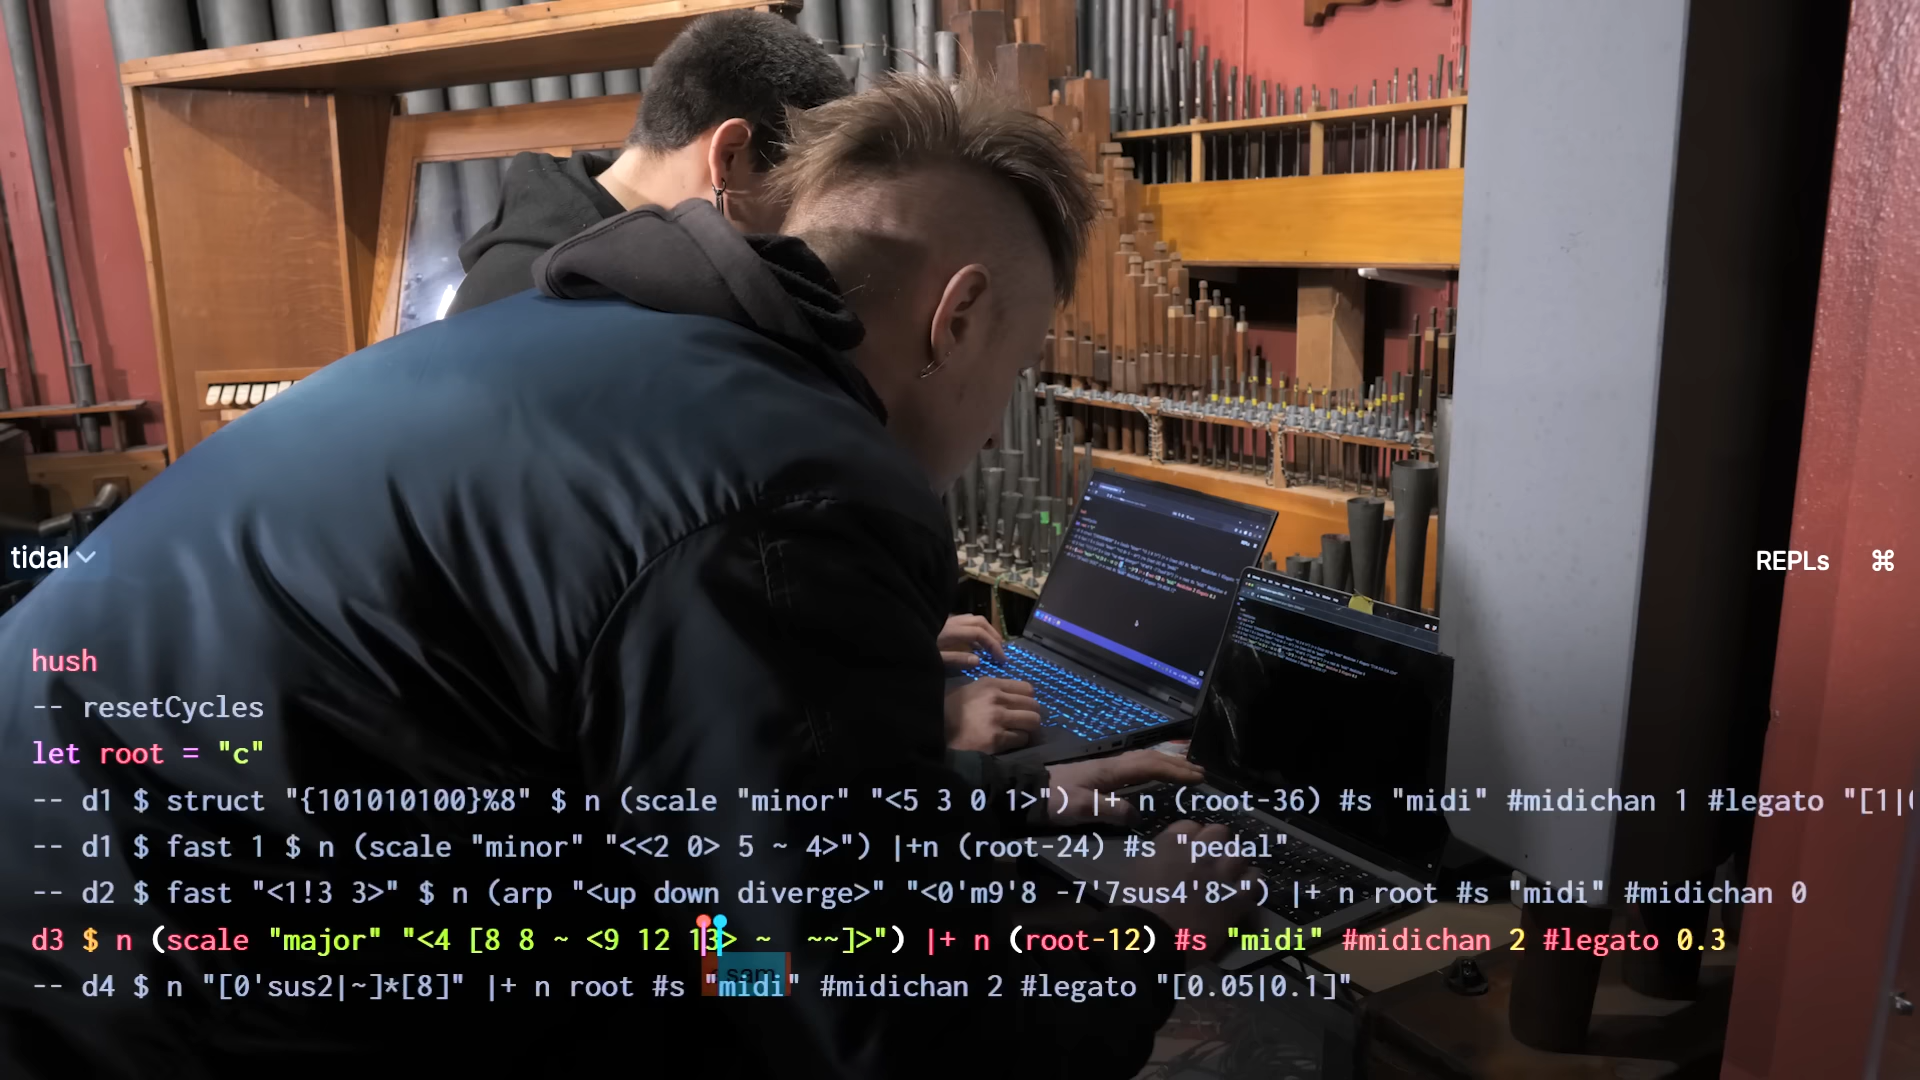 tidal
REPLs ⌘
hush
-- resetCycles
let root = "c"
-- d1 $ struct "{101010100}%8" $ n (scale "minor" "<5 3 0 1>") |+ n (root-36) #s "midi" #midichan 1 #legato "[1|
-- d1 $ fast 1 $ n (scale "minor" "<<2 0> 5 ~ 4>") |+n (root-24) #s "pedal"
-- d2 $ fast "<1!3 3>" $ n (arp "<up down diverge>" "<0'm9'8 -7'7sus4'8>") |+ n root #s "midi" #midichan 0
d3 $ n (scale "major" "<4 [8 8 ~ <9 12 13> ~  ~~]>") |+ n (root-12) #s "midi" #midichan 2 #legato 0.3
sam
-- d4 $ n "[0'sus2|~]*[8]" |+ n root #s "midi" #midichan 2 #legato "[0.05|0.1]"